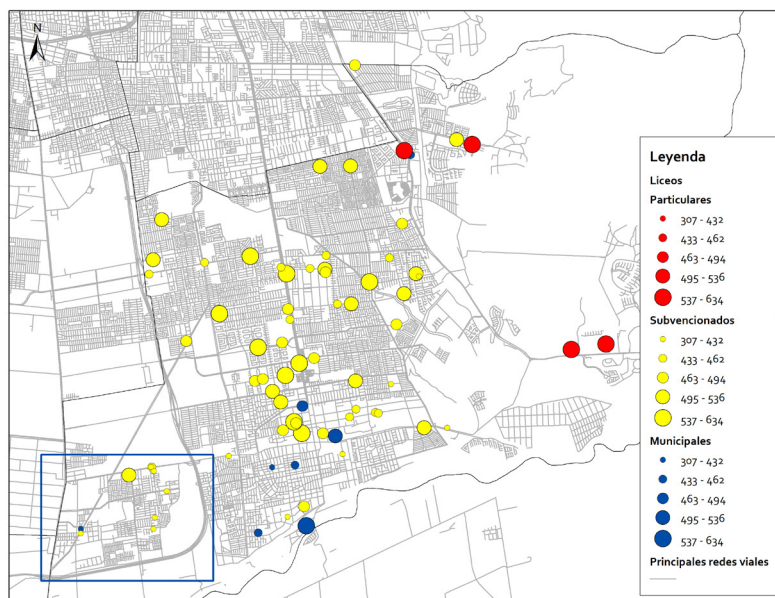 N
Leyenda
Liceos
Particulares
307 - 432
433 - 462
463 - 494
495 - 536
537 - 634
Subvencionados
307 - 432
433 - 462
463 - 494
495 - 536
537 - 634
Municipales
307 - 432
433 - 462
463 - 494
495 - 536
537 - 634
Principales redes viales